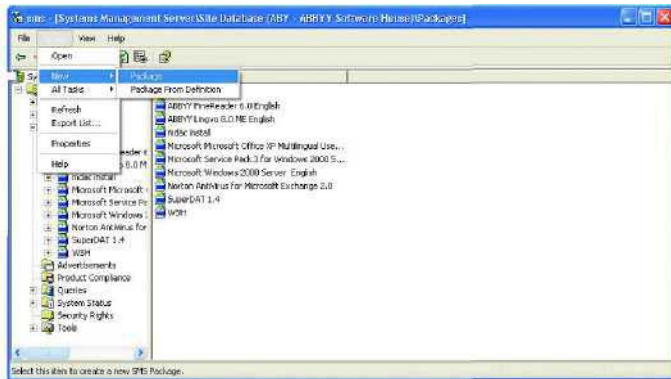 sms - [Systems Management Server\Site Database (ABY - ABBYY Software House)\Packages]
File View Help
Open
New
All Tasks
Refresh
Export List...
Properties
Help
Package
Package From Definition
ABBYY FineReader 6.0 English
ABBYY Lingvo 8.0 ME English
mdac install
Microsoft Microsoft Office XP Multilingual Use...
Microsoft Service Pack 3 for Windows 2000 S...
Microsoft Windows 2000 Server English
Norton AntiVirus for Microsoft Exchange 2.0
SuperDAT 1.4
WSH
mdac install
Microsoft Microsoft
Microsoft Service Pa
Microsoft Windows
Norton AntiVirus for
SuperDAT 1.4
WSH
Advertisements
Product Compliance
Queries
System Status
Security Rights
Tools
Select this item to create a new SMS Package.